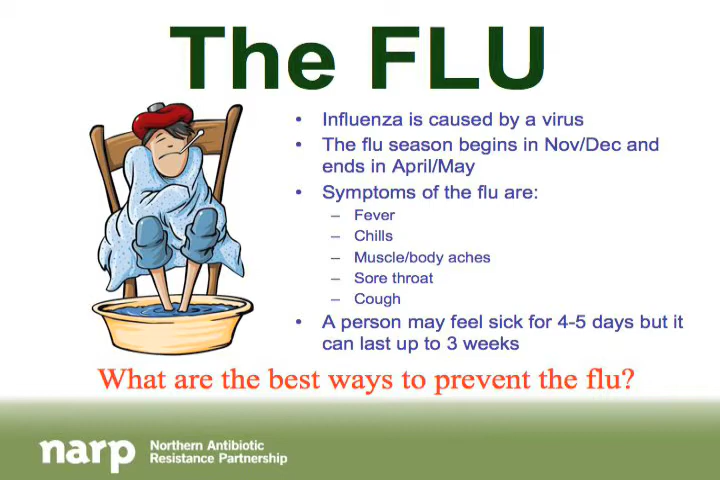 The FLU
• Influenza is caused by a virus
• The flu season begins in Nov/Dec and
ends in April/May
• Symptoms of the flu are:
– Fever
– Chills
– Muscle/body aches
– Sore throat
– Cough
• A person may feel sick for 4-5 days but it
can last up to 3 weeks
What are the best ways to prevent the flu?
narp
Northern Antibiotic
Resistance Partnership